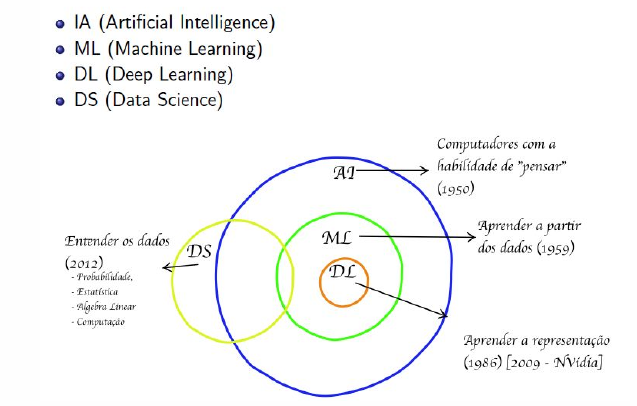 IA (Artificial Intelligence)
ML (Machine Learning)
DL (Deep Learning)
DS (Data Science)
Computadores com a
habilidade de "pensar"
(1950)
AI
Aprender a partir
dos dados (1959)
ML
Entender os dados
(2012)
- Probabilidade,
- Estatística
- Algebra Linear
- Computação
DS
DL
Aprender a representação
(1986) [2009 - NVidia]